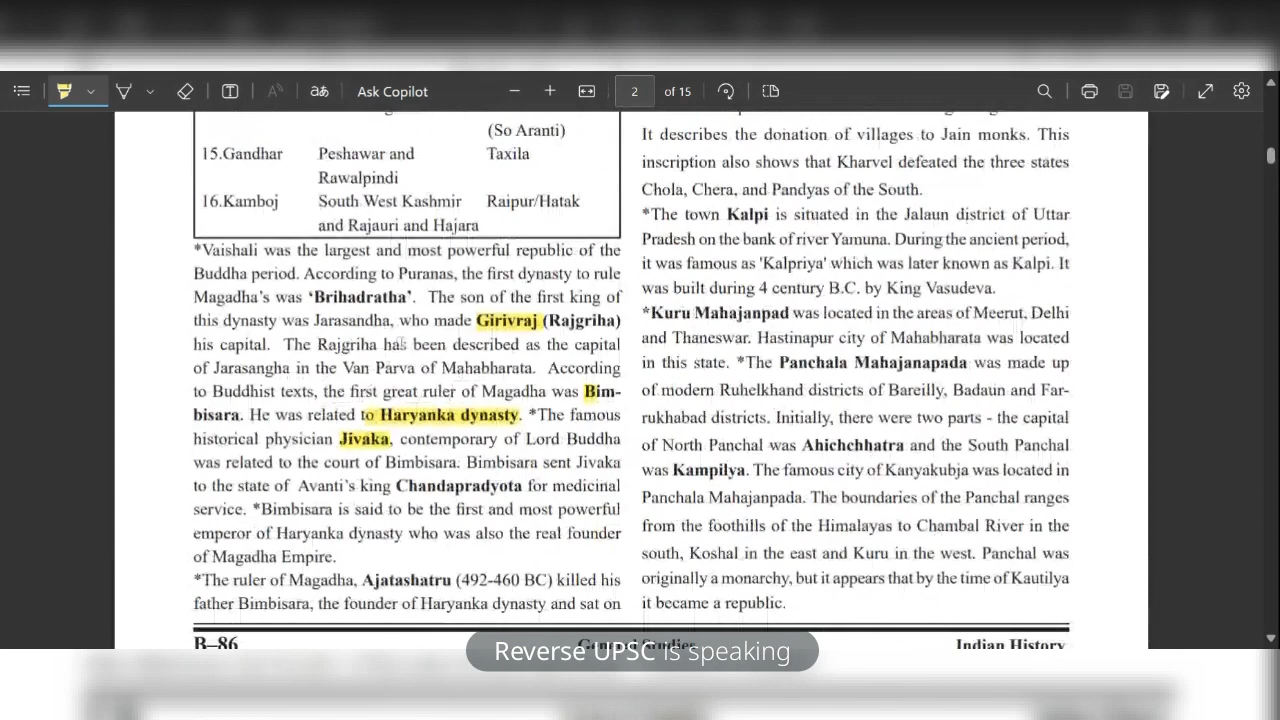 Ask Copilot
2
of 15
(So Aranti)
15.Gandhar Peshawar and Taxila
Rawalpindi
16.Kamboj South West Kashmir Raipur/Hatak
and Rajauri and Hajara
*Vaishali was the largest and most powerful republic of the
Buddha period. According to Puranas, the first dynasty to rule
Magadha's was ‘Brihadratha’. The son of the first king of
this dynasty was Jarasandha, who made Girivraj (Rajgriha)
his capital. The Rajgriha has been described as the capital
of Jarasangha in the Van Parva of Mahabharata. According
to Buddhist texts, the first great ruler of Magadha was Bim-
bisara. He was related to Haryanka dynasty. *The famous
historical physician Jivaka, contemporary of Lord Buddha
was related to the court of Bimbisara. Bimbisara sent Jivaka
to the state of Avanti's king Chandapradyota for medicinal
service. *Bimbisara is said to be the first and most powerful
emperor of Haryanka dynasty who was also the real founder
of Magadha Empire.
*The ruler of Magadha, Ajatashatru (492-460 BC) killed his
father Bimbisara, the founder of Haryanka dynasty and sat on
It describes the donation of villages to Jain monks. This
inscription also shows that Kharvel defeated the three states
Chola, Chera, and Pandyas of the South.
*The town Kalpi is situated in the Jalaun district of Uttar
Pradesh on the bank of river Yamuna. During the ancient period,
it was famous as 'Kalpriya' which was later known as Kalpi. It
was built during 4 century B.C. by King Vasudeva.
*Kuru Mahajanpad was located in the areas of Meerut, Delhi
and Thaneswar. Hastinapur city of Mahabharata was located
in this state. *The Panchala Mahajanapada was made up
of modern Ruhelkhand districts of Bareilly, Badaun and Far-
rukhabad districts. Initially, there were two parts - the capital
of North Panchal was Ahichchhatra and the South Panchal
was Kampilya. The famous city of Kanyakubja was located in
Panchala Mahajanpada. The boundaries of the Panchal ranges
from the foothills of the Himalayas to Chambal River in the
south, Koshal in the east and Kuru in the west. Panchal was
originally a monarchy, but it appears that by the time of Kautilya
it became a republic.
B–86 General Studies Indian History
Reverse UPSC is speaking